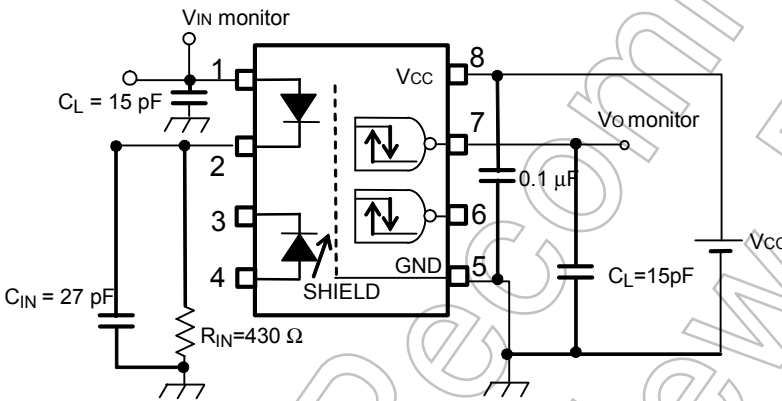 VIN monitor
1
8
VCC
CL = 15 pF
7
VO monitor
2
0.1 μF
3
6
VCC
4
GND
5
CL=15pF
SHIELD
CIN = 27 pF
RIN=430 Ω